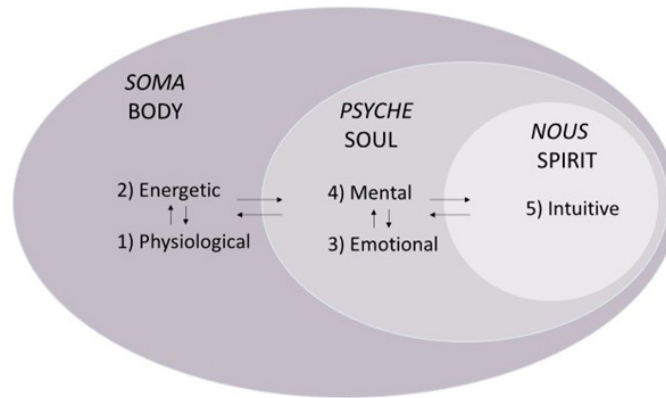 SOMA
BODY
PSYCHE
SOUL
NOUS
SPIRIT
2) Energetic
1) Physiological
4) Mental
3) Emotional
5) Intuitive